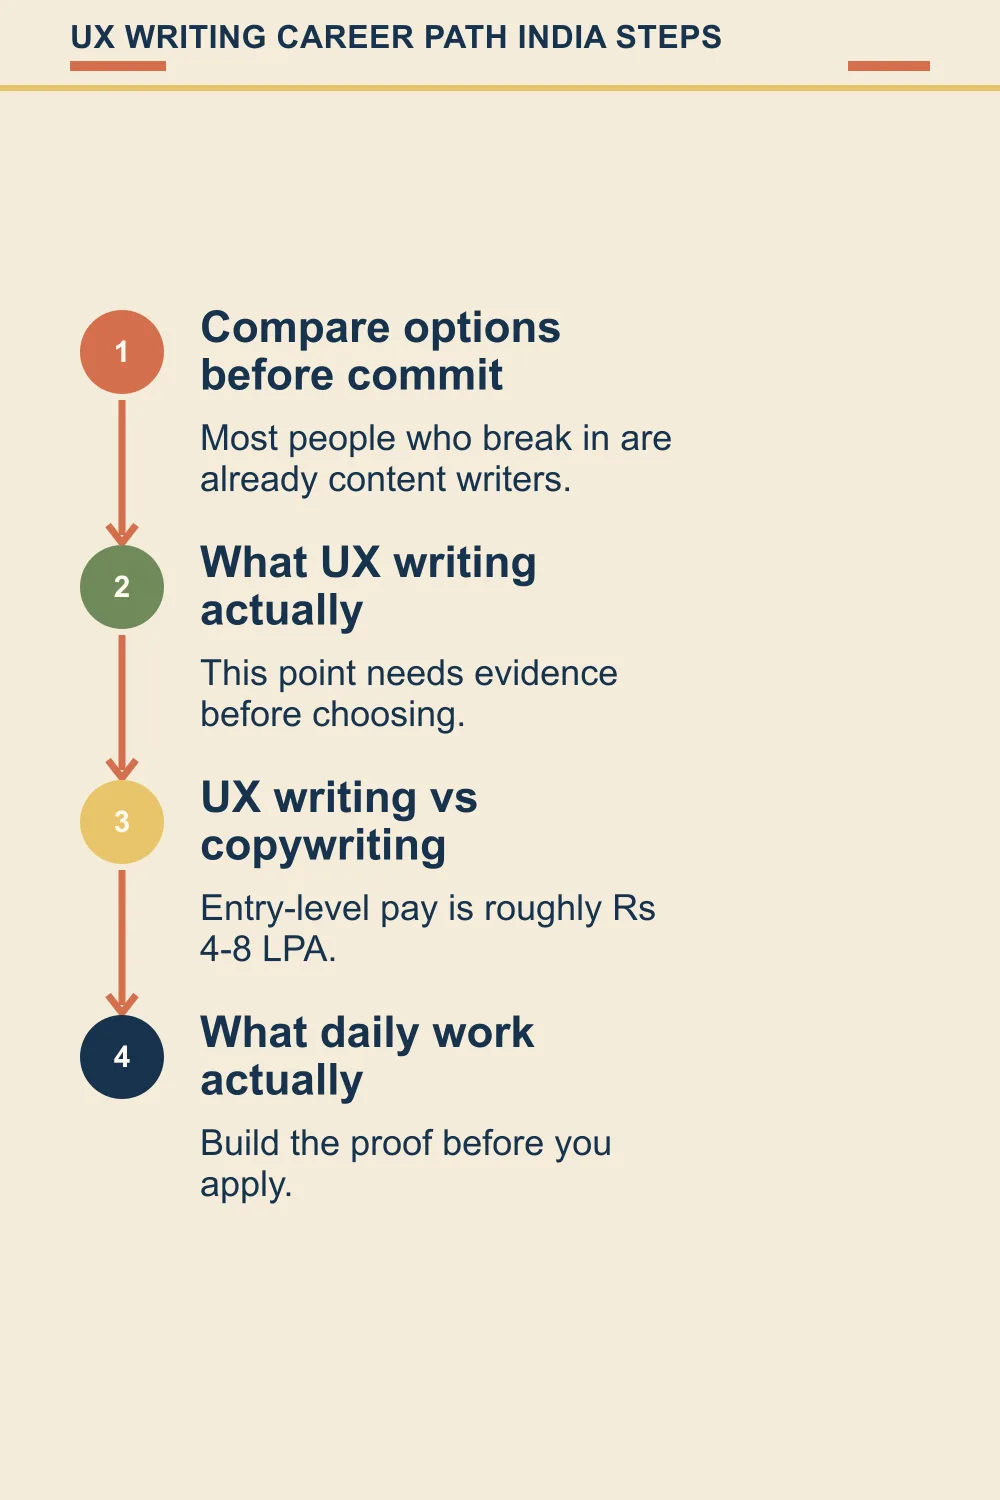 UX WRITING CAREER PATH INDIA STEPS
1
Compare options
before commit
Most people who break in are
already content writers.
2
What UX writing
actually
This point needs evidence
before choosing.
3
UX writing vs
copywriting
Entry-level pay is roughly Rs
4-8 LPA.
4
What daily work
actually
Build the proof before you
apply.